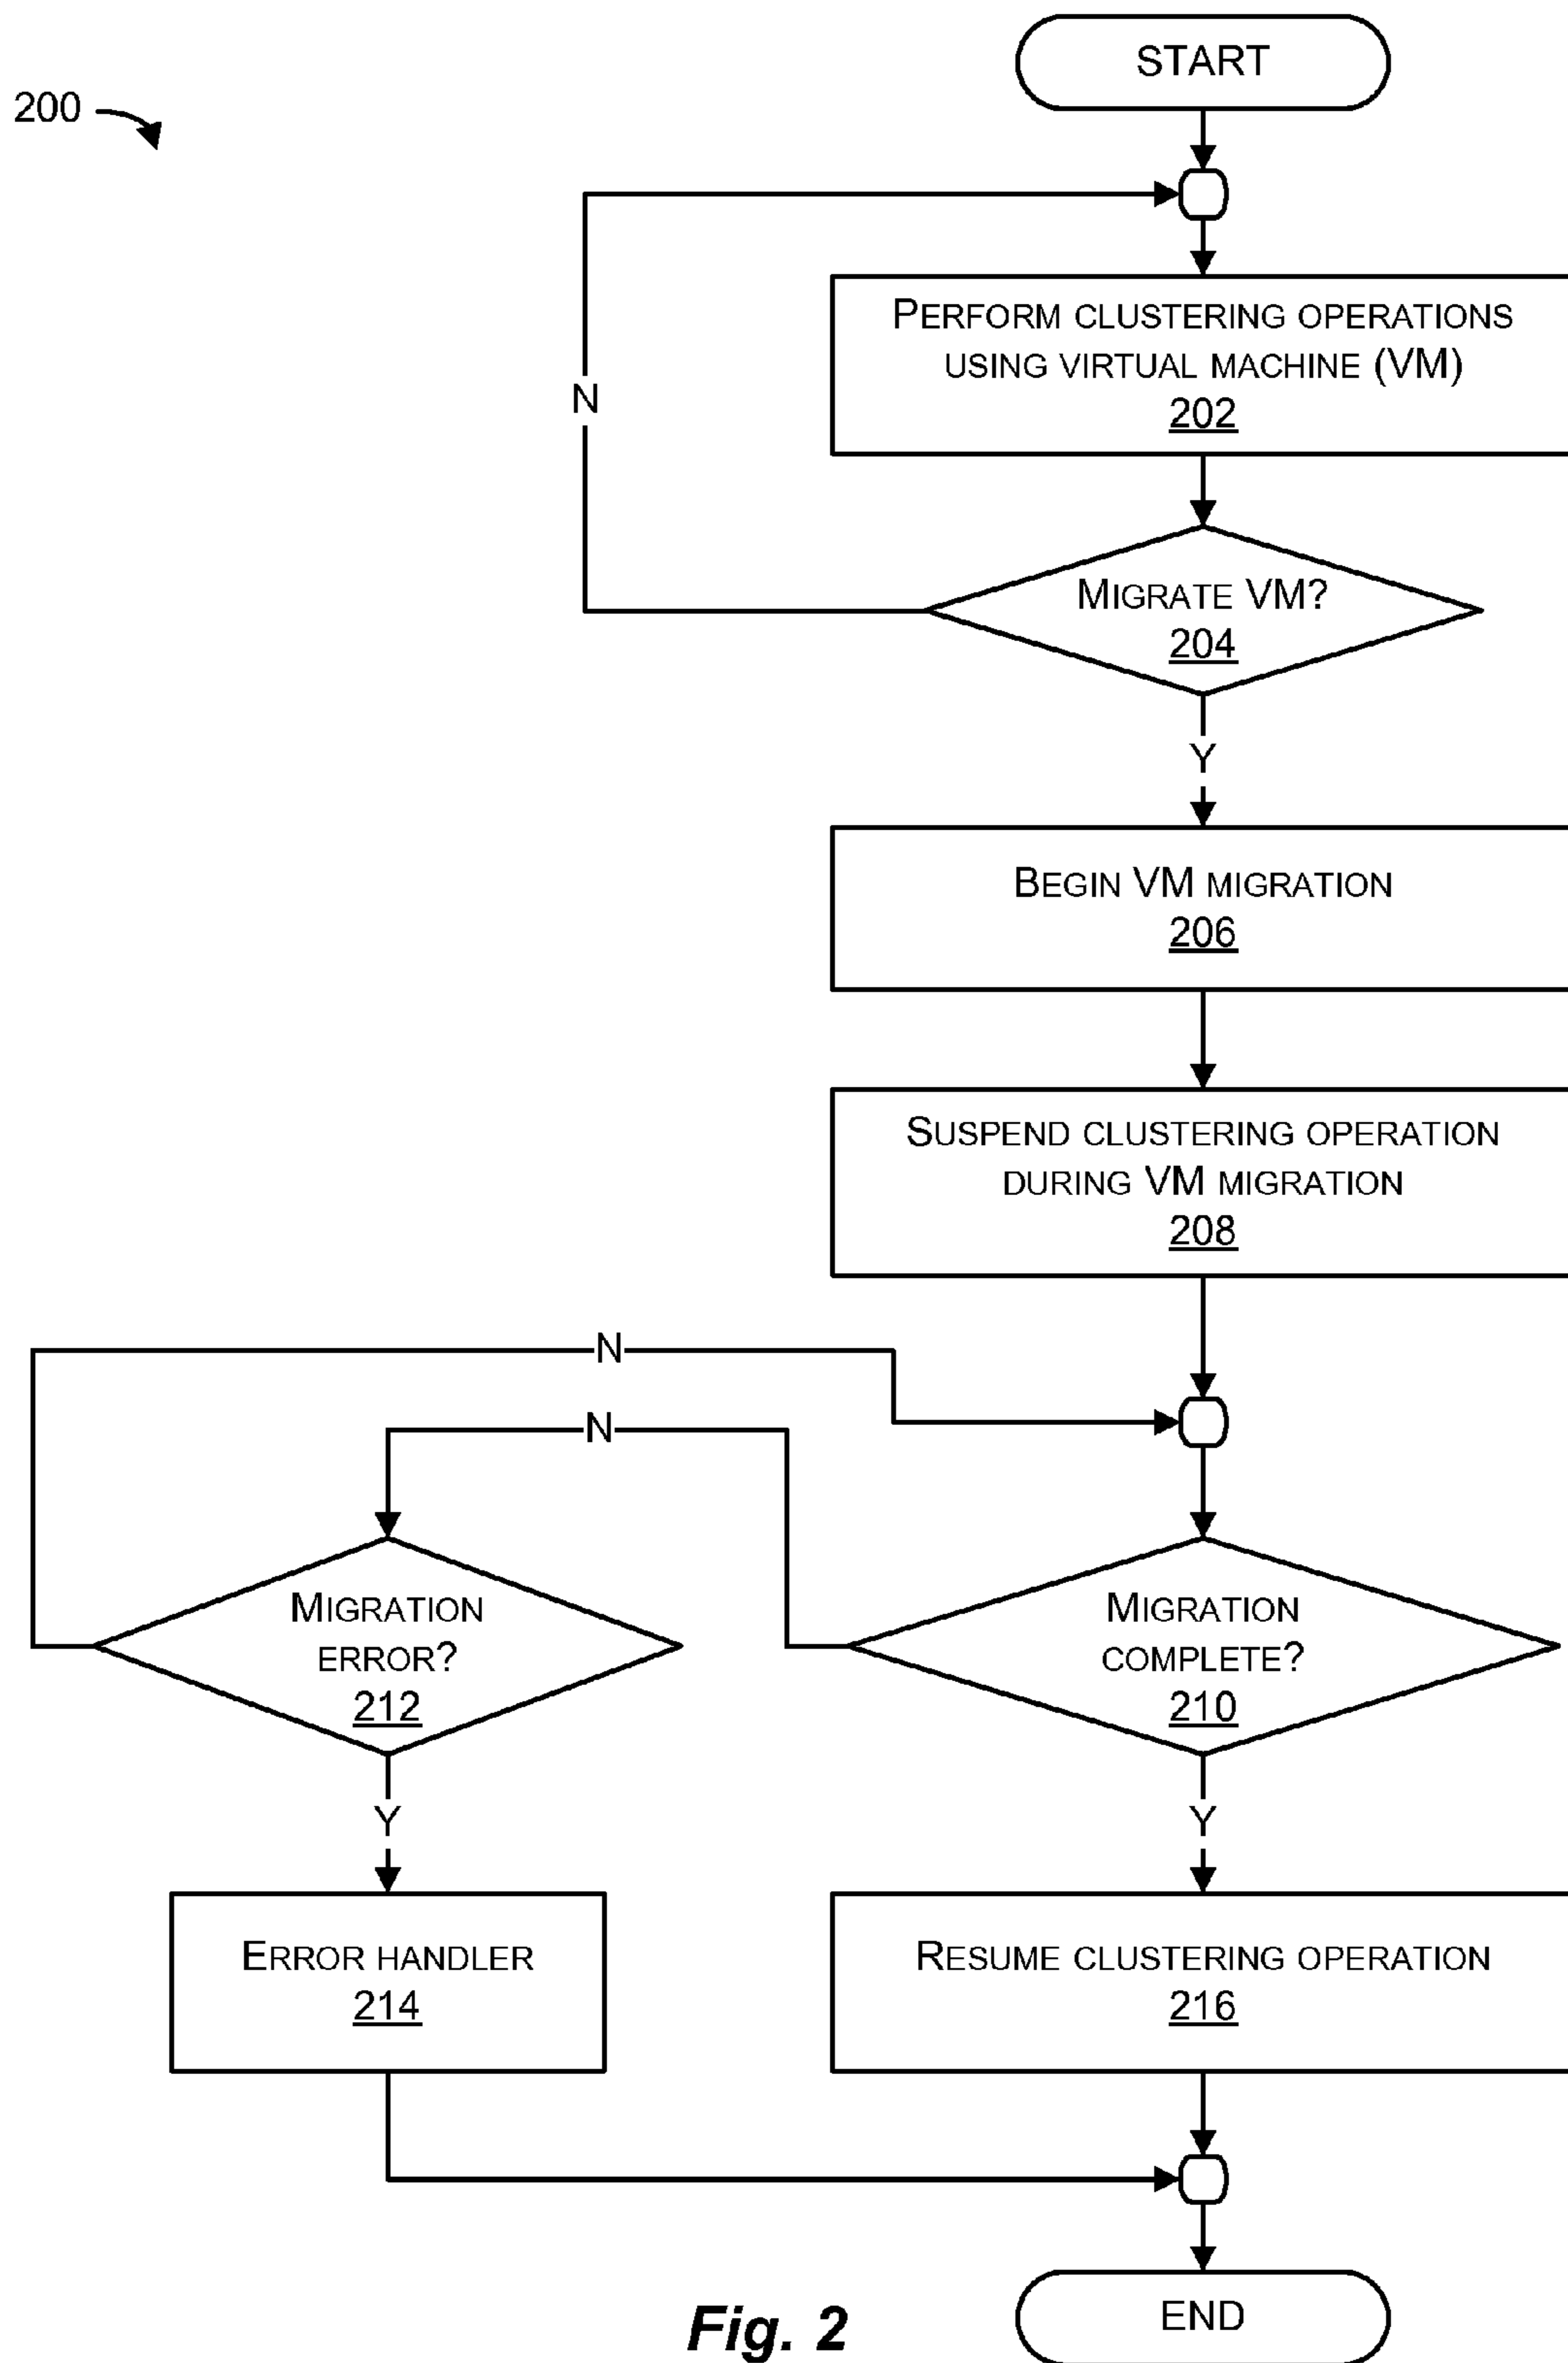 START
200
PERFORM CLUSTERING OPERATIONS
USING VIRTUAL MACHINE (VM)
202
N
MIGRATE VM?
204
Y
BEGIN VM MIGRATION
206
SUSPEND CLUSTERING OPERATION
DURING VM MIGRATION
208
N
N
MIGRATION
ERROR?
212
MIGRATION
COMPLETE?
210
Y
Y
ERROR HANDLER
214
RESUME CLUSTERING OPERATION
216
END
Fig. 2